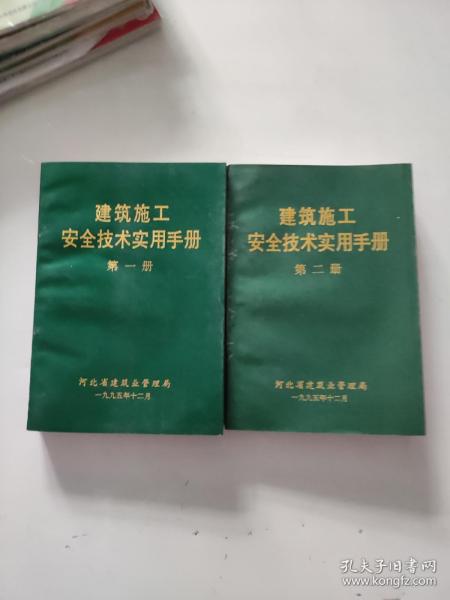 建筑施工
安全技术实用手册
第一册
河北省建筑业管理局
一九九五年十二月
建筑施工
安全技术实用手册
第二册
河北省建筑业管理局
一九九五年十二月
孔夫子旧书网
www.kongfz.com